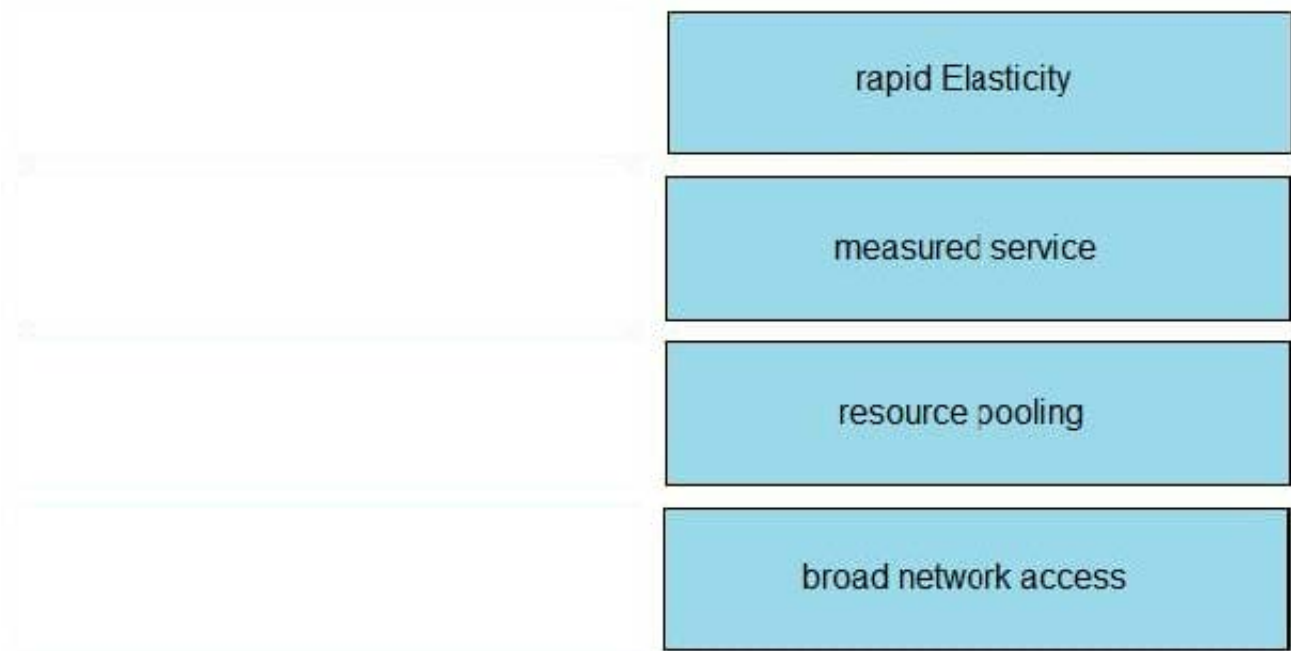 rapid Elasticity
measured service
resource pooling
broad network access